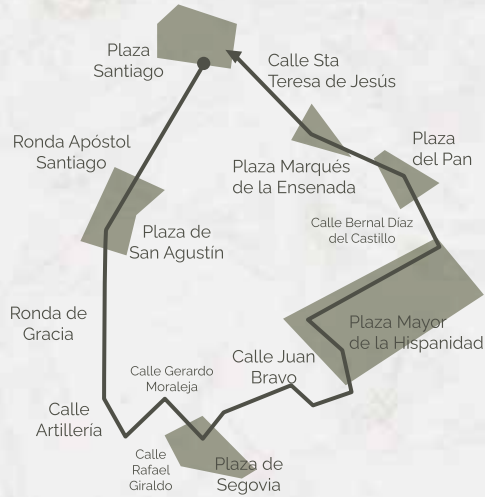 Plaza
Santiago
Calle Sta
Teresa de Jesús
Ronda Apóstol
Santiago
Plaza Marqués
de la Ensenada
Plaza
del Pan
Plaza de
San Agustín
Calle Bernal Díaz
del Castillo
Ronda de
Gracia
Plaza Mayor
de la Hispanidad
Calle Juan
Bravo
Calle Gerardo
Moraleja
Calle
Artillería
Calle
Rafael
Giraldo
Plaza de
Segovia